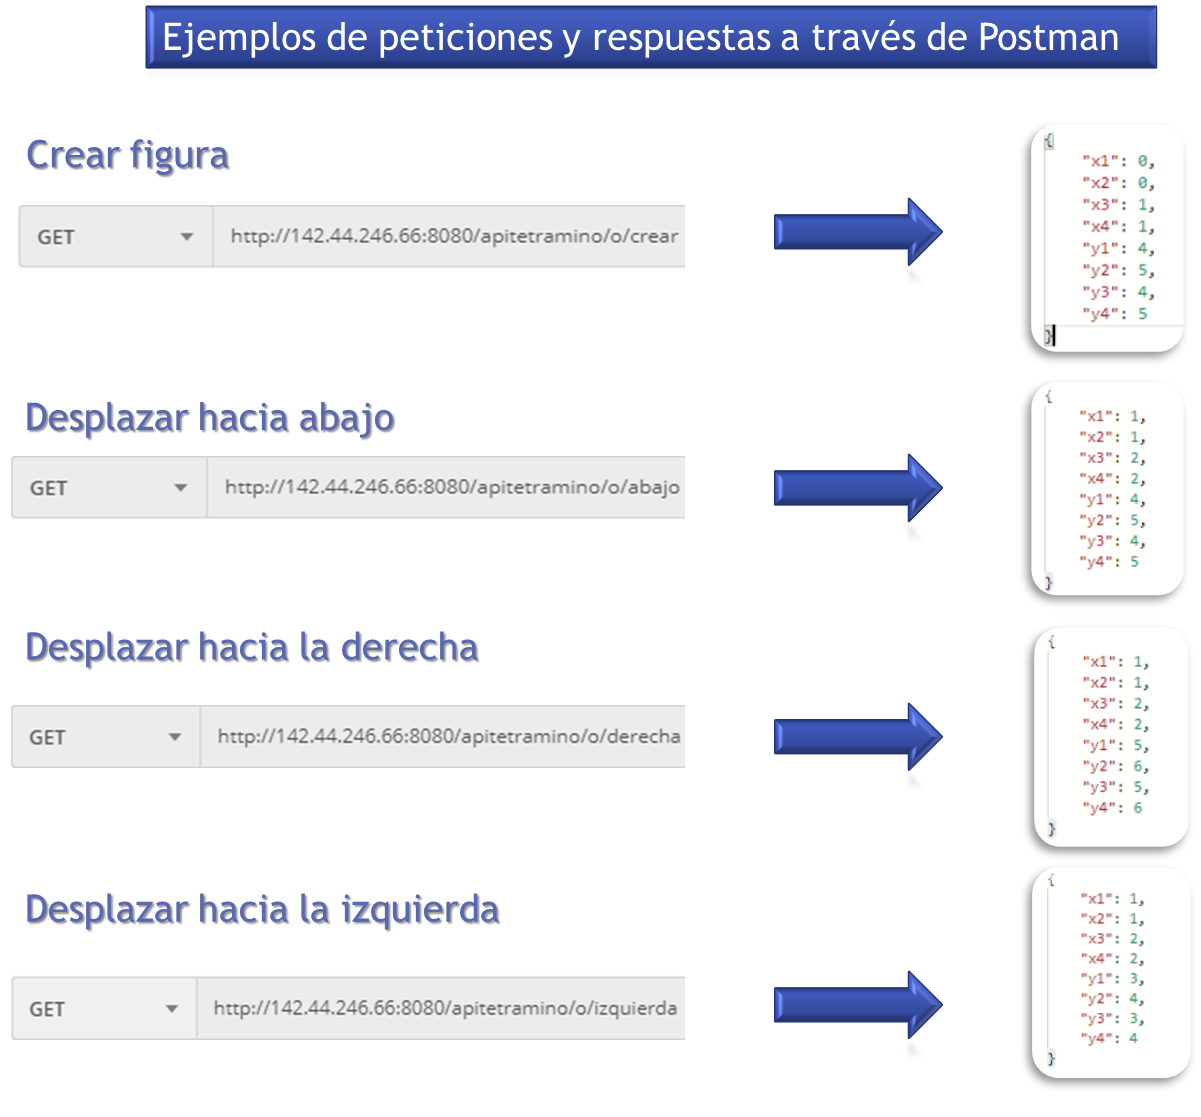 Ejemplos de peticiones y respuestas a través de Postman
Crear figura
GET http://142.44.246.66:8080/apitetramino/o/crear
{
"x1": 0,
"x2": 0,
"x3": 1,
"x4": 1,
"y1": 4,
"y2": 5,
"y3": 4,
"y4": 5
}
Desplazar hacia abajo
GET http://142.44.246.66:8080/apitetramino/o/abajo
{
"x1": 1,
"x2": 1,
"x3": 2,
"x4": 2,
"y1": 4,
"y2": 5,
"y3": 4,
"y4": 5
}
Desplazar hacia la derecha
GET http://142.44.246.66:8080/apitetramino/o/derecha
{
"x1": 1,
"x2": 1,
"x3": 2,
"x4": 2,
"y1": 5,
"y2": 6,
"y3": 5,
"y4": 6
}
Desplazar hacia la izquierda
GET http://142.44.246.66:8080/apitetramino/o/izquierda
{
"x1": 1,
"x2": 1,
"x3": 2,
"x4": 2,
"y1": 3,
"y2": 4,
"y3": 3,
"y4": 4
}